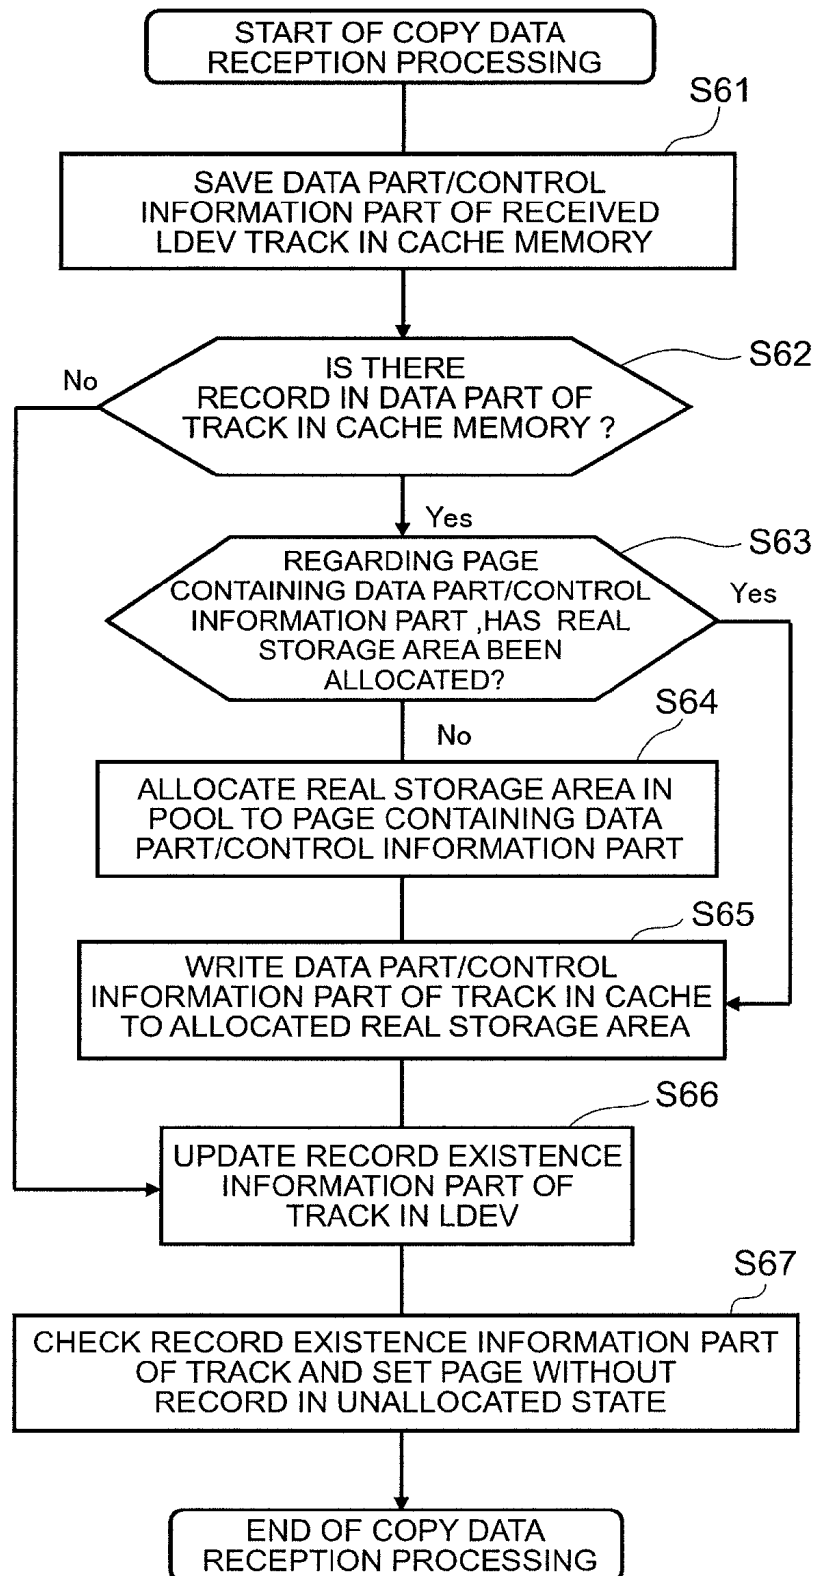 START OF COPY DATA
RECEPTION PROCESSING
S61
SAVE DATA PART/CONTROL
INFORMATION PART OF RECEIVED
LDEV TRACK IN CACHE MEMORY
S62
No
IS THERE
RECORD IN DATA PART OF
TRACK IN CACHE MEMORY ?
Yes
S63
REGARDING PAGE
CONTAINING DATA PART/CONTROL
INFORMATION PART ,HAS REAL
STORAGE AREA BEEN
ALLOCATED?
Yes
No
S64
ALLOCATE REAL STORAGE AREA IN
POOL TO PAGE CONTAINING DATA
PART/CONTROL INFORMATION PART
S65
WRITE DATA PART/CONTROL
INFORMATION PART OF TRACK IN CACHE
TO ALLOCATED REAL STORAGE AREA
S66
UPDATE RECORD EXISTENCE
INFORMATION PART OF
TRACK IN LDEV
S67
CHECK RECORD EXISTENCE INFORMATION PART
OF TRACK AND SET PAGE WITHOUT
RECORD IN UNALLOCATED STATE
END OF COPY DATA
RECEPTION PROCESSING